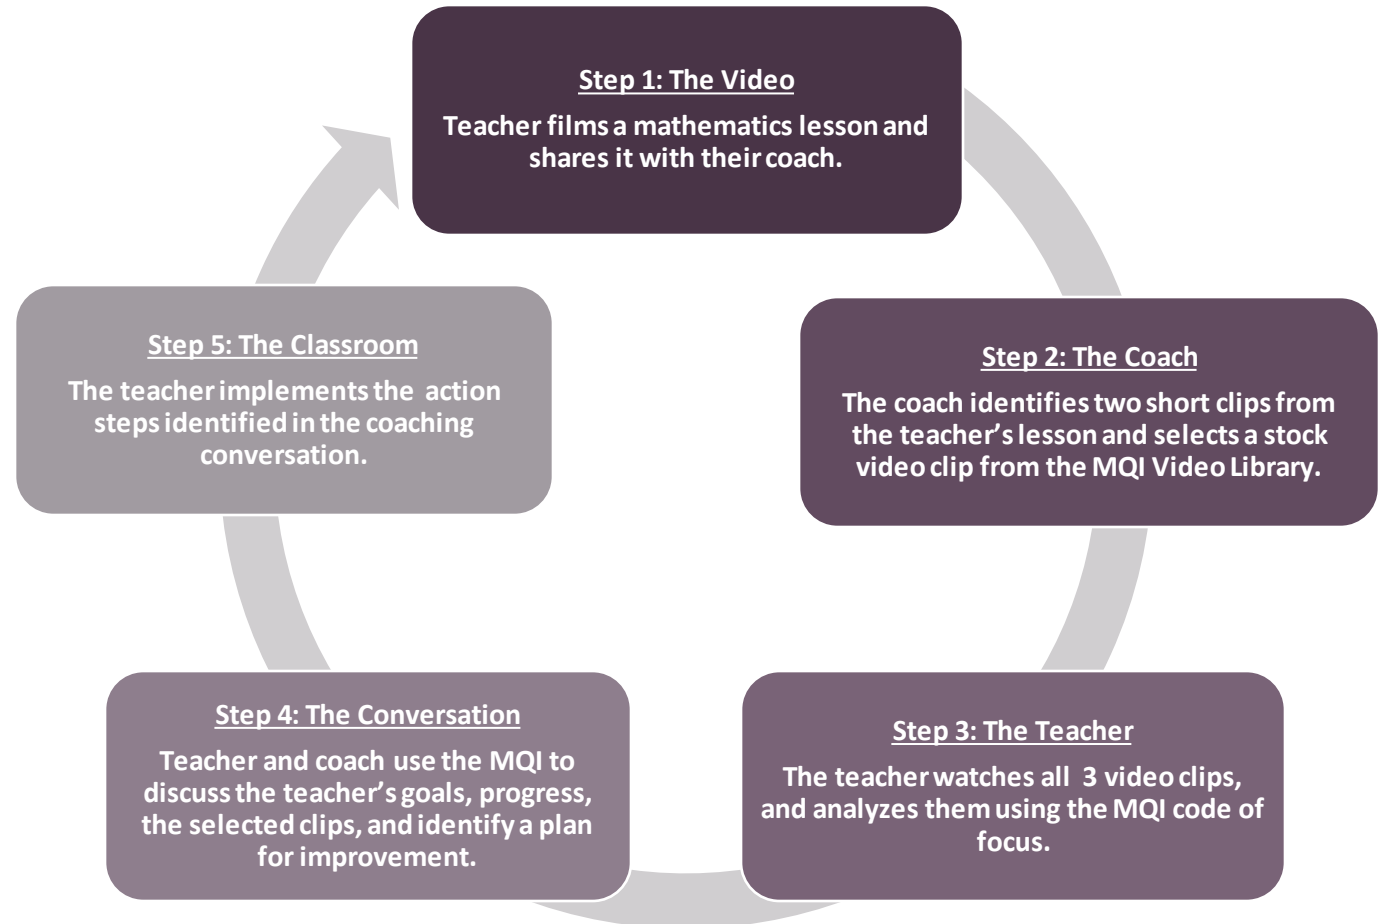 Step 1: The Video
Teacher films a mathematics lesson and
shares it with their coach.
Step 2: The Coach
The coach identifies two short clips from
the teacher’s lesson and selects a stock
video clip from the MQI Video Library.
Step 3: The Teacher
The teacher watches all 3 video clips,
and analyzes them using the MQI code of
focus.
Step 4: The Conversation
Teacher and coach use the MQI to
discuss the teacher’s goals, progress,
the selected clips, and identify a plan
for improvement.
Step 5: The Classroom
The teacher implements the action
steps identified in the coaching
conversation.